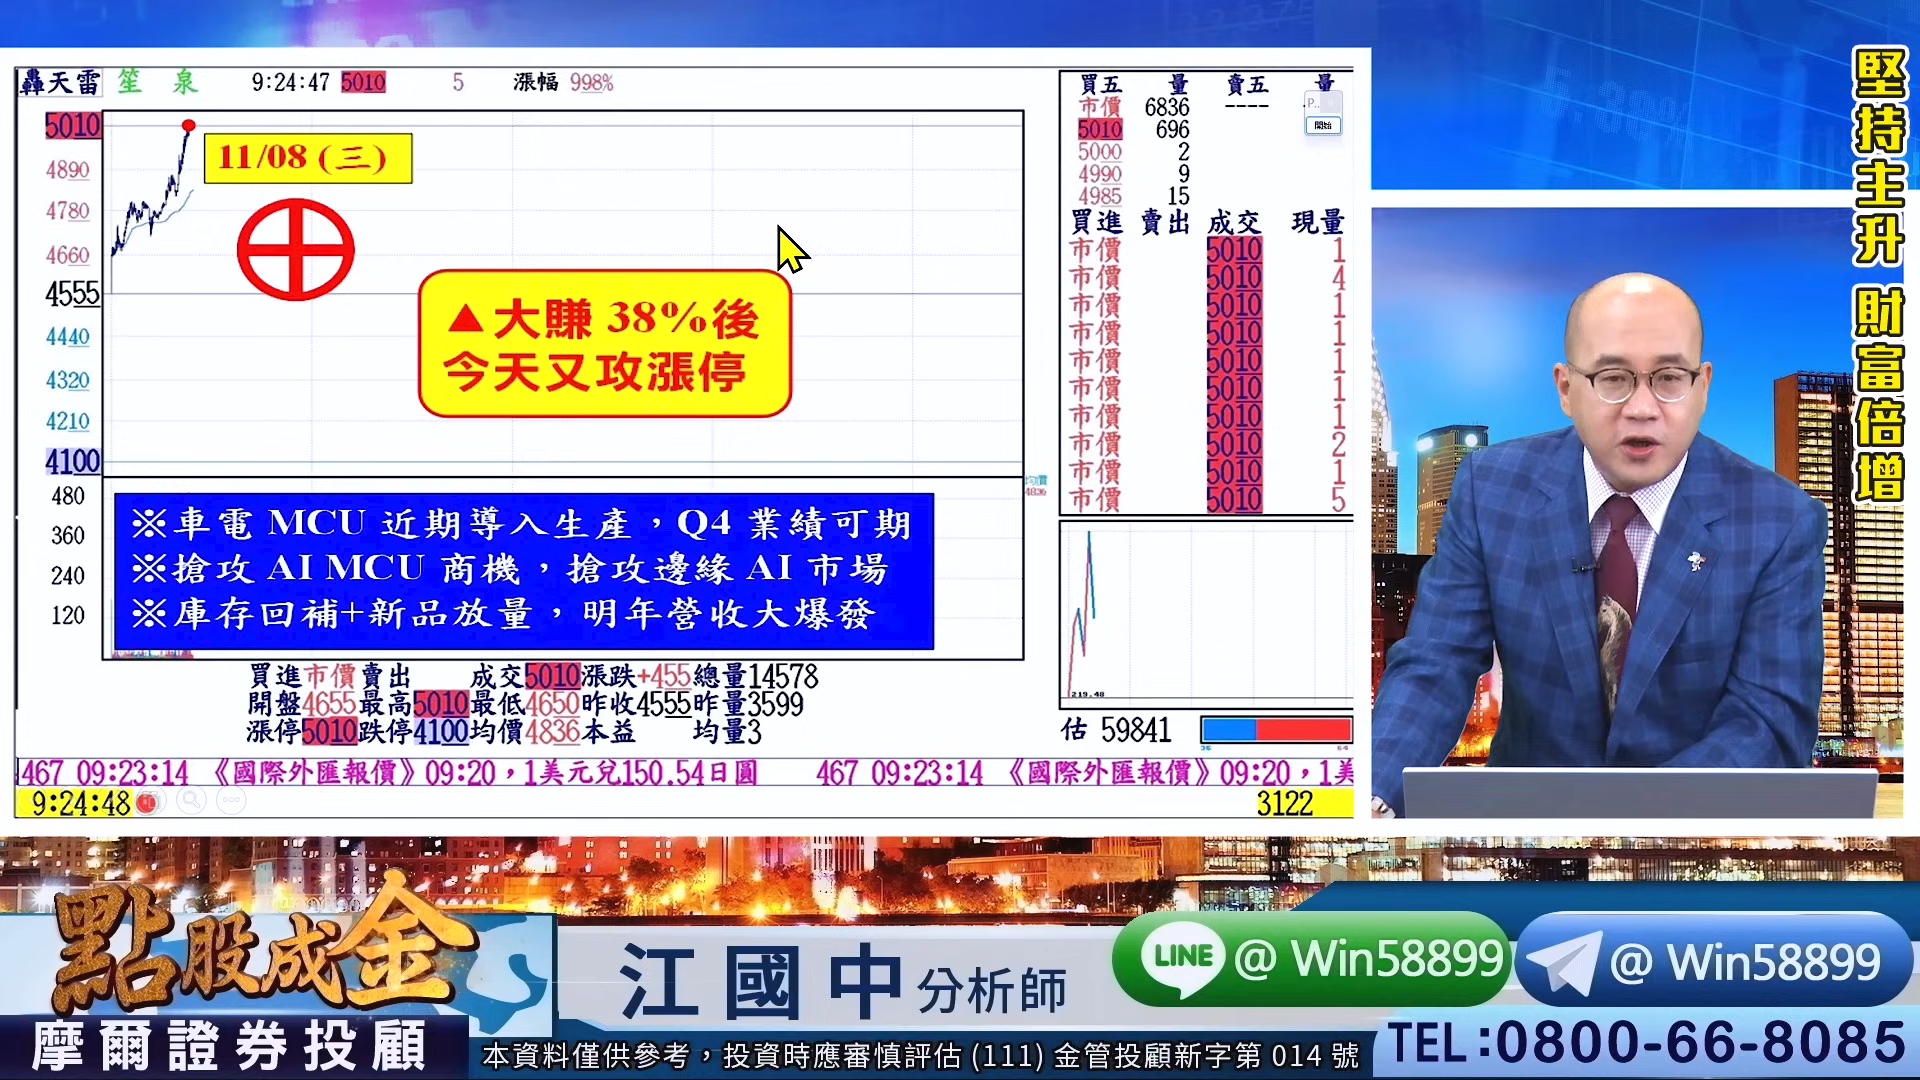 轟天雷 笙 泉 9:24:47 5010 5 漲幅 998%
5010
4890
4780
4660
4555
4440
4320
4210
4100
480
360
240
120
11/08 (三)
▲大賺 38%後
今天又攻漲停
※車電 MCU 近期導入生產，Q4 業績可期
※搶攻 AI MCU 商機，搶攻邊緣 AI 市場
※庫存回補+新品放量，明年營收大爆發
買五 量 賣五 量
市價 6836 ----
5010 696
5000 2
4990 9
4985 15
P..
開始
買進 賣出 成交 現量
市價 5010 1
市價 5010 4
市價 5010 1
市價 5010 1
市價 5010 1
市價 5010 1
市價 5010 1
市價 5010 2
市價 5010 1
市價 5010 5
均價
4836
219.48
估 59841
36 64
買進市價賣出 成交5010漲跌+455總量14578
開盤4655最高5010最低4650昨收4555昨量3599
漲停5010跌停4100均價4836本益 均量3
467 09:23:14 《國際外匯報價》09:20，1美元兌150.54日圓 467 09:23:14 《國際外匯報價》09:20，1美
9:24:48 3122
堅持主升 財富倍增
點股成金
摩爾證券投顧
江國中 分析師
LINE @ Win58899
@ Win58899
TEL:0800-66-8085
本資料僅供參考，投資時應審慎評估 (111) 金管投顧新字第 014 號